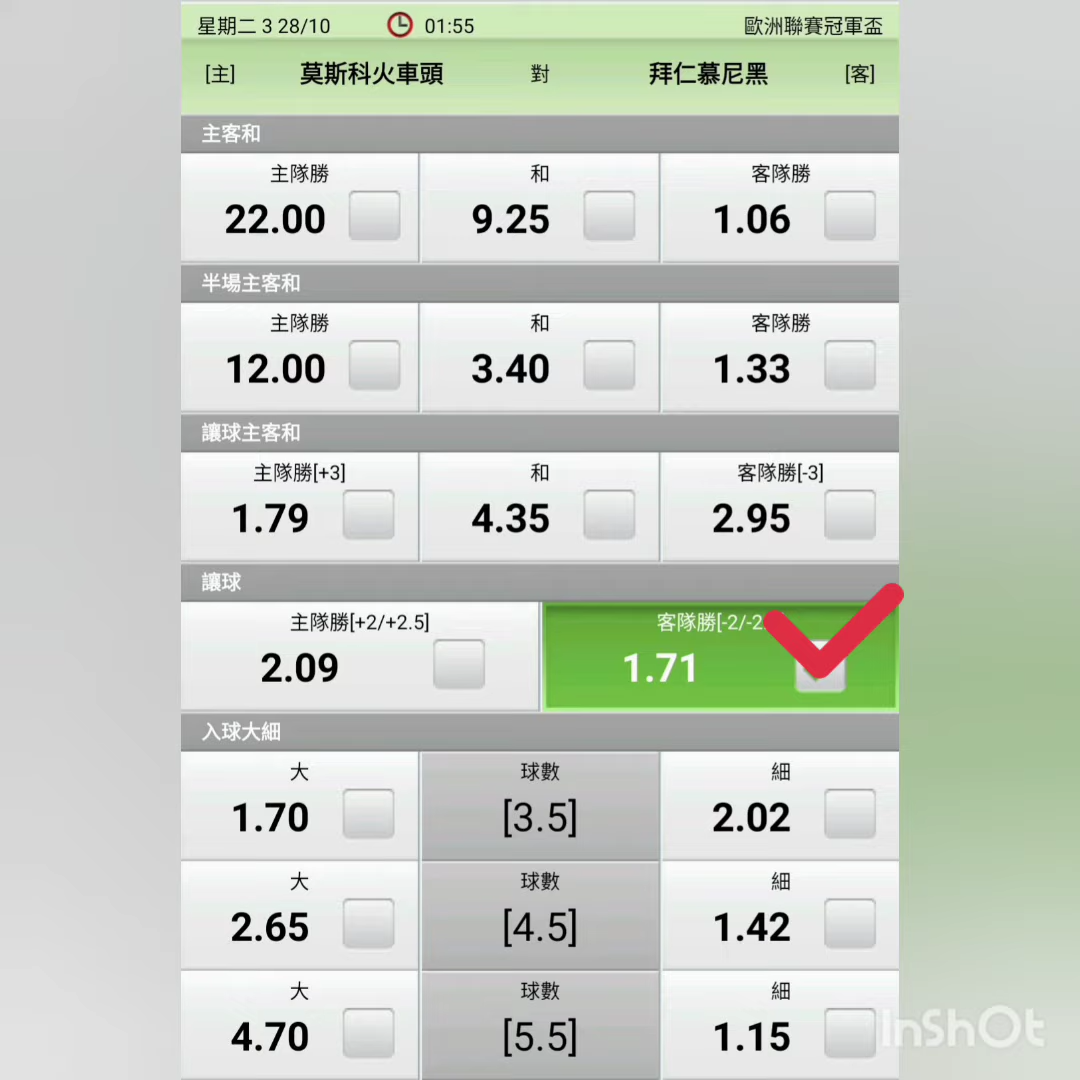 星期二 3 28/10 01:55 歐洲聯賽冠軍盃
[主] 莫斯科火車頭 對 拜仁慕尼黑 [客]
主客和
主隊勝 和 客隊勝
22.00 9.25 1.06
半場主客和
主隊勝 和 客隊勝
12.00 3.40 1.33
讓球主客和
主隊勝[+3] 和 客隊勝[-3]
1.79 4.35 2.95
讓球
主隊勝[+2/+2.5] 客隊勝[-2/-2
2.09 1.71
入球大細
大 球數 細
1.70 [3.5] 2.02
大 球數 細
2.65 [4.5] 1.42
大 球數 細
4.70 [5.5] 1.15
InShOt